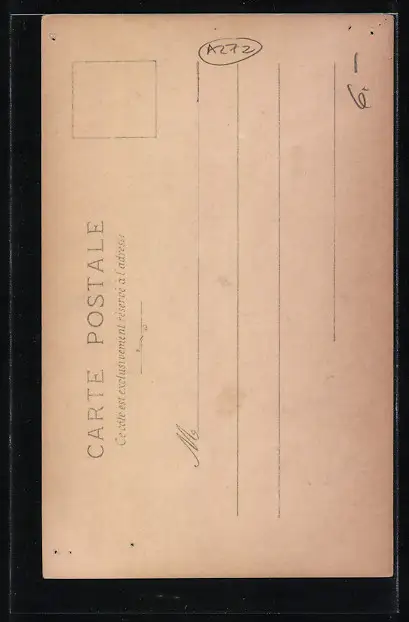 CARTE POSTALE
Ce côté est exclusivement réservé à l'adresse
M
A272
6.-